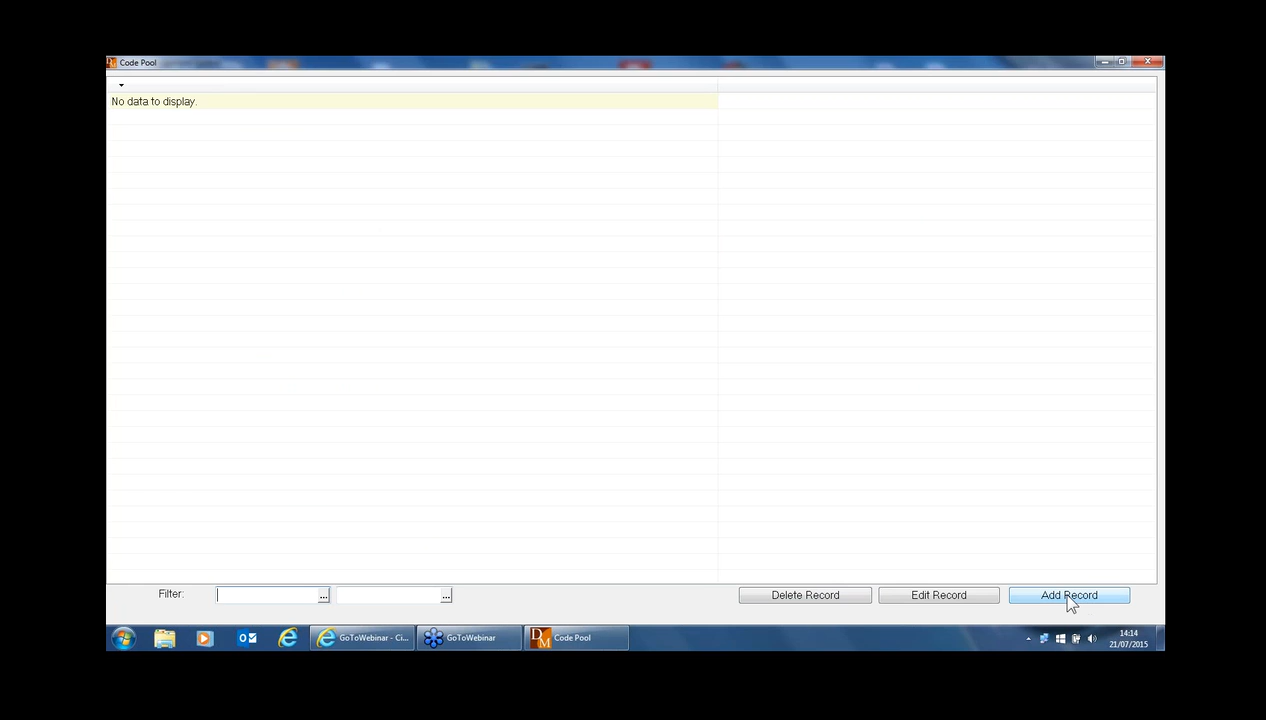 Code Pool
No data to display.
Filter:
...
...
Delete Record
Edit Record
Add Record
GoToWebinar - Ci...
GoToWebinar
DM
Code Pool
14:14
21/07/2015